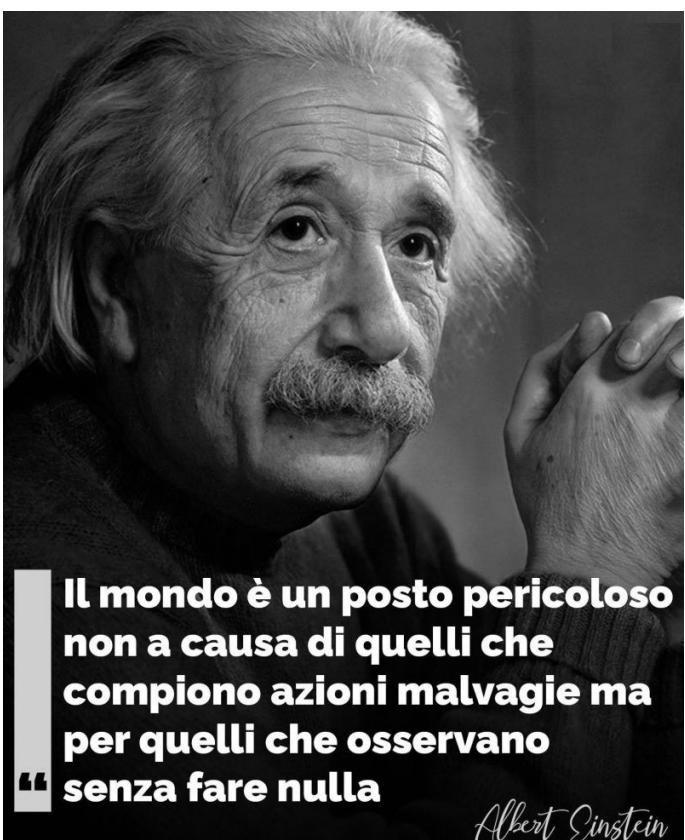 Il mondo è un posto pericoloso
non a causa di quelli che
compiono azioni malvagie ma
per quelli che osservano
“ senza fare nulla
Albert Einstein